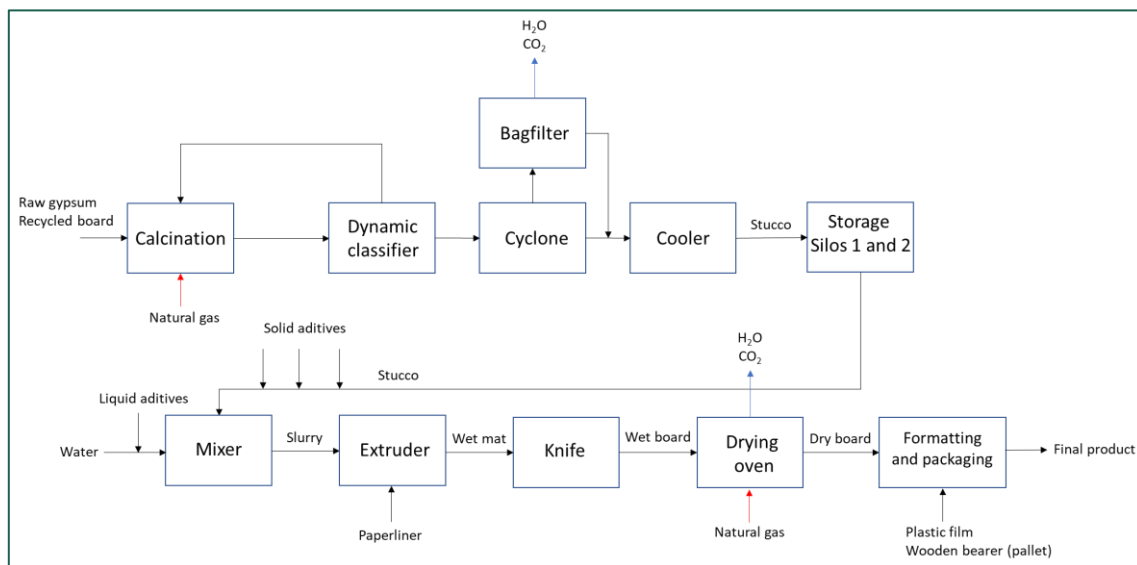 H₂O
CO₂
Bagfilter
Raw gypsum
Recycled board
Calcination
Dynamic
classifier
Cyclone
Cooler
Stucco
Storage
Silos 1 and 2
Natural gas
Solid aditives
H₂O
CO₂
Stucco
Liquid aditives
Water
Mixer
Slurry
Extruder
Wet mat
Knife
Wet board
Drying
oven
Dry board
Formatting
and packaging
Final product
Paperliner
Natural gas
Plastic film
Wooden bearer (pallet)